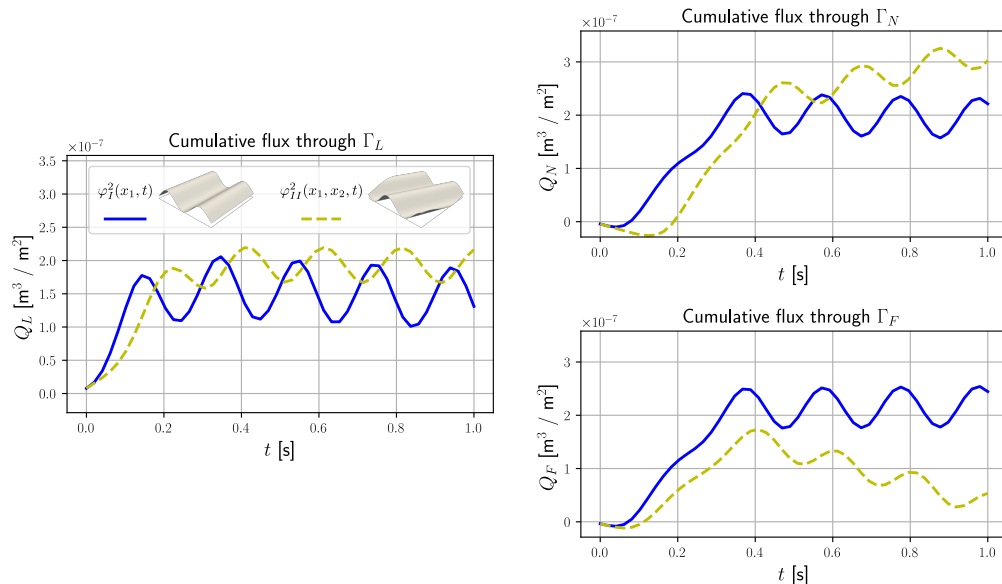 Cumulative flux through Γ_L
×10⁻⁷
Q_L [m³ / m²]
3.5
3.0
2.5
2.0
1.5
1.0
0.5
0.0
φ²_I(x₁, t)
φ²_II(x₁, x₂, t)
0.0 0.2 0.4 0.6 0.8 1.0
t [s]
Cumulative flux through Γ_N
×10⁻⁷
Q_N [m³ / m²]
3
2
1
0
0.0 0.2 0.4 0.6 0.8 1.0
t [s]
Cumulative flux through Γ_F
×10⁻⁷
Q_F [m³ / m²]
3
2
1
0
0.0 0.2 0.4 0.6 0.8 1.0
t [s]